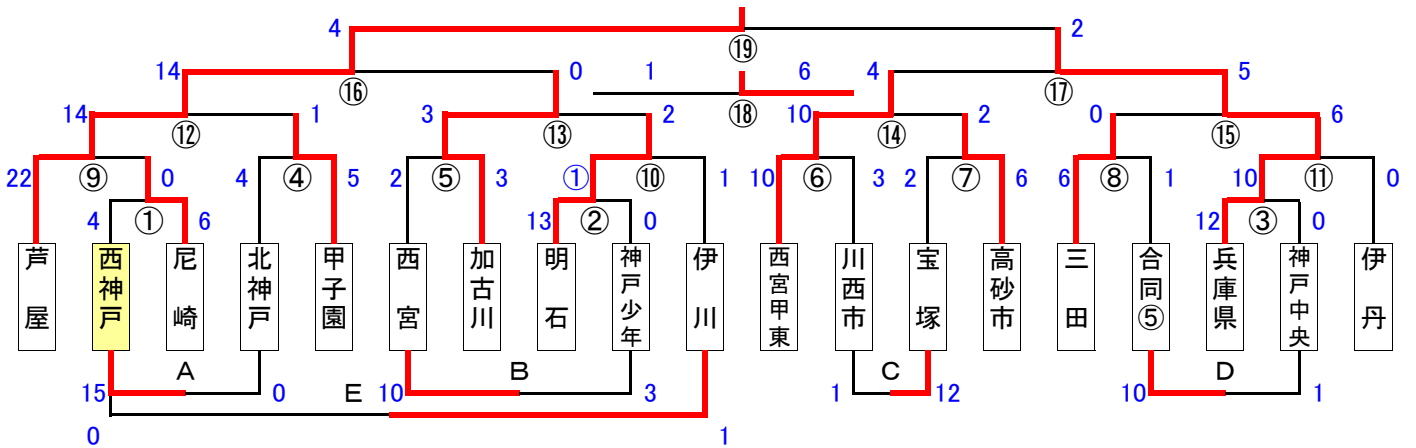 4 2
⑲
14 0 1 6 4 5
⑯ ⑱ ⑰
14 1 3 2 10 2 0 6
⑫ ⑬ ⑭ ⑮
22 ⑨ 0 4 ④ 5 2 ⑤ 3 ① ⑩ 1 10 ⑥ 3 2 ⑦ 6 6 ⑧ 1 10 ⑪ 0
4 ① 6 13 ② 0 12 ③ 0
芦屋
西神戸
尼崎
北神戸
甲子園
西宮
加古川
明石
神戸少年
伊川
西宮甲東
川西市
宝塚
高砂市
三田
合同⑤
兵庫県
神戸中央
伊丹
A B C D
15 0 E 10 3 1 12 10 1
0 1